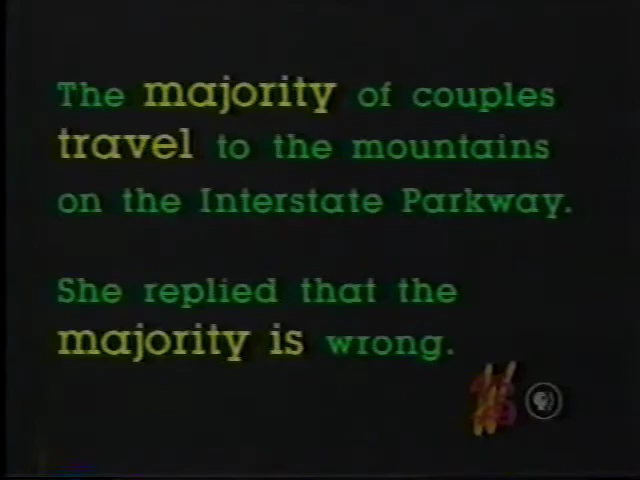 The majority of couples
travel to the mountains
on the Interstate Parkway.
She replied that the
majority is wrong.